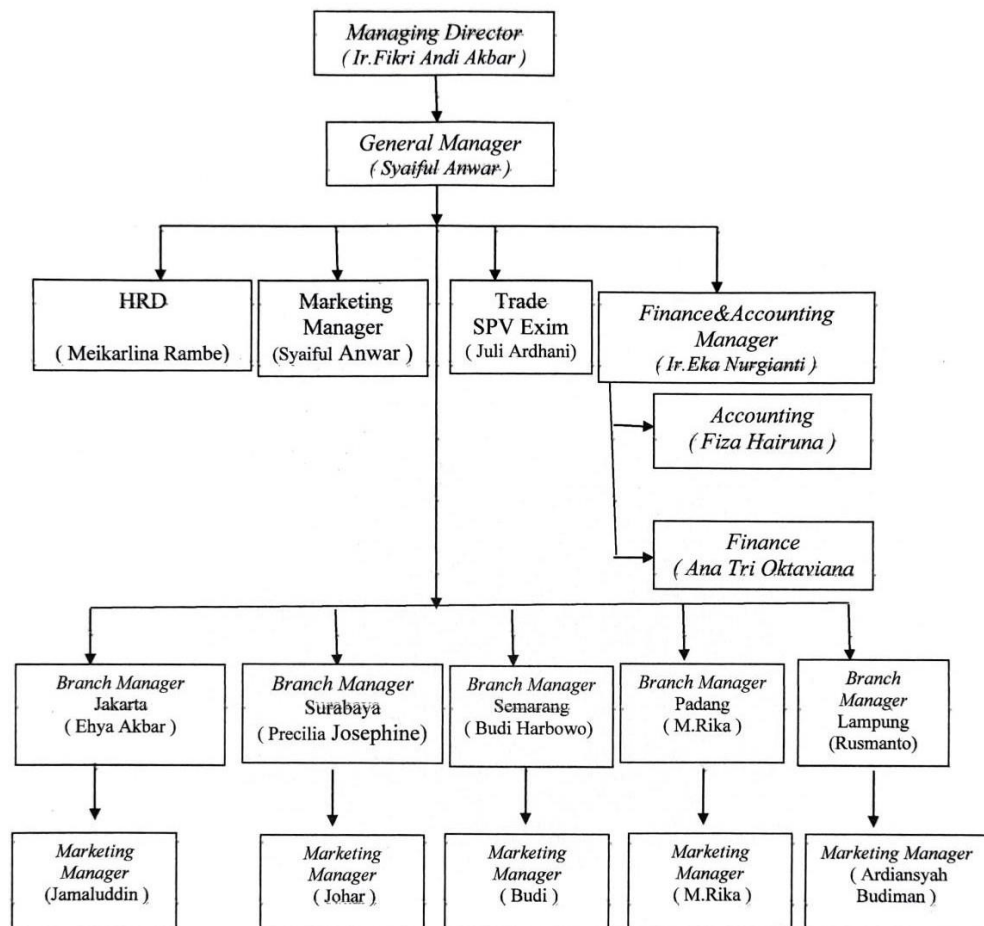 Managing Director
( Ir.Fikri Andi Akbar )
General Manager
( Syaiful Anwar )
HRD
( Meikarlina Rambe)
Marketing
Manager
(Syaiful Anwar )
Trade
SPV Exim
( Juli Ardhani)
Finance&Accounting
Manager
( Ir.Eka Nurgianti )
Accounting
( Fiza Hairuna )
Finance
( Ana Tri Oktaviana
Branch Manager
Jakarta
( Ehya Akbar )
Branch Manager
Surabaya
( Precilia Josephine)
Branch Manager
Semarang
( Budi Harbowo)
Branch Manager
Padang
( M.Rika )
Branch
Manager
Lampung
(Rusmanto)
Marketing
Manager
(Jamaluddin )
Marketing
Manager
( Johar )
Marketing
Manager
( Budi )
Marketing
Manager
( M.Rika )
Marketing Manager
( Ardiansyah
Budiman )